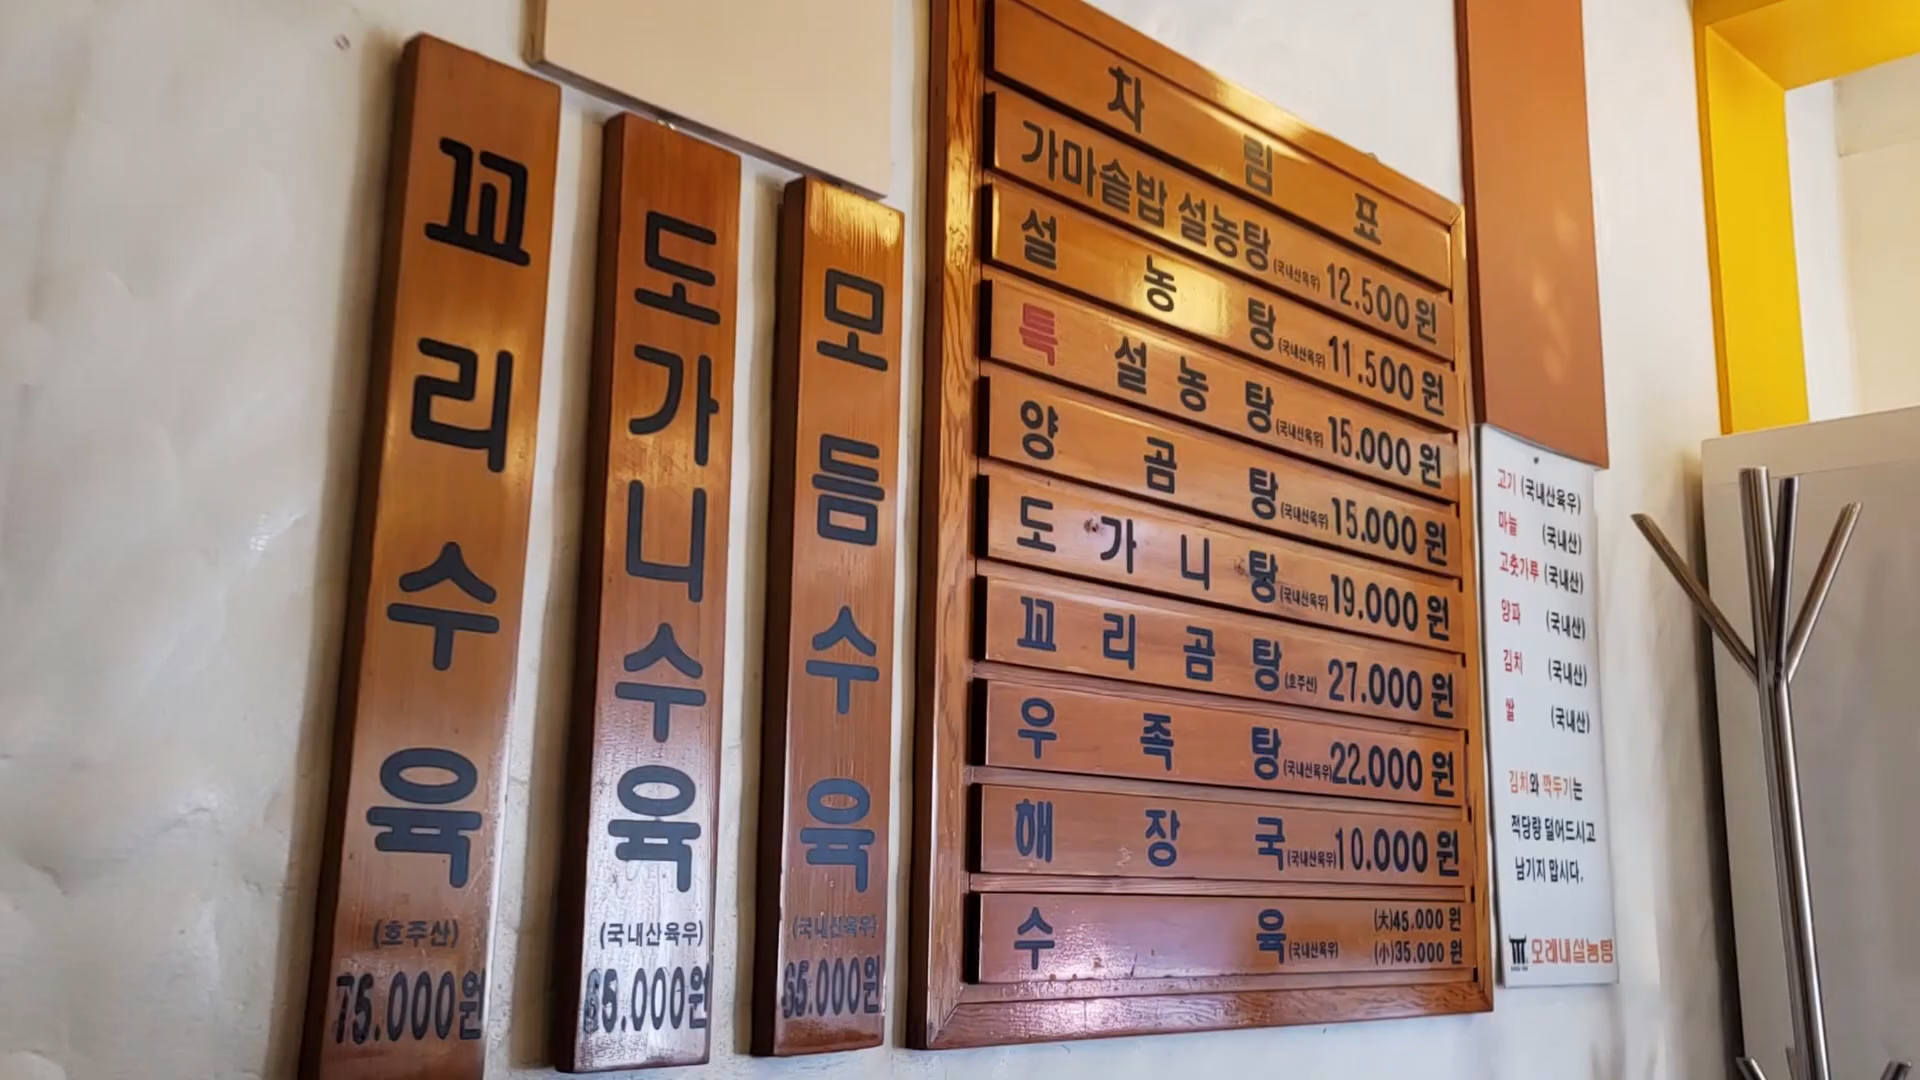 꼬리수육
(호주산)
75.000원
도가니수육
(국내산육우)
65.000원
모듬수육
(국내산육우)
65.000원
차림표
가마솥밥 설농탕 (국내산육우) 12.500원
설농탕 (국내산육우) 11.500원
특설농탕 (국내산육우) 15.000원
양곰탕 (국내산육우) 15.000원
도가니탕 (국내산육우) 19.000원
꼬리곰탕 (호주산) 27.000원
우족탕 (국내산육우) 22.000원
해장국 (국내산육우) 10.000원
수육 (국내산육우) (大)45.000원
(小)35.000원
고기 (국내산육우)
마늘 (국내산)
고춧가루 (국내산)
양파 (국내산)
김치 (국내산)
쌀 (국내산)
김치와 깍두기는
적당량 덜어드시고
남기지 맙시다.
모래내설농탕